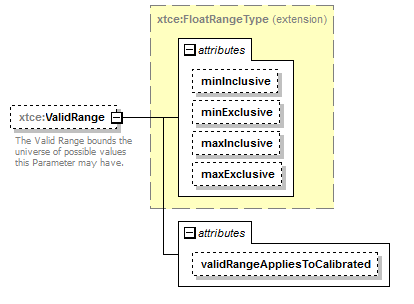 xtce:FloatRangeType (extension)
attributes
minInclusive
minExclusive
maxInclusive
maxExclusive
xtce:ValidRange
The Valid Range bounds the
universe of possible values
this Parameter may have.
attributes
validRangeAppliesToCalibrated